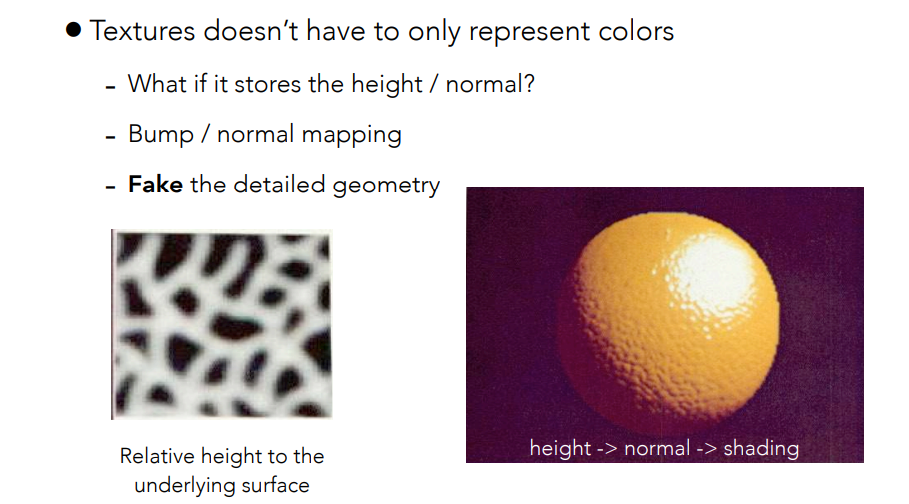 ● Textures doesn't have to only represent colors
- What if it stores the height / normal?
- Bump / normal mapping
- Fake the detailed geometry
height -> normal -> shading
Relative height to the
underlying surface